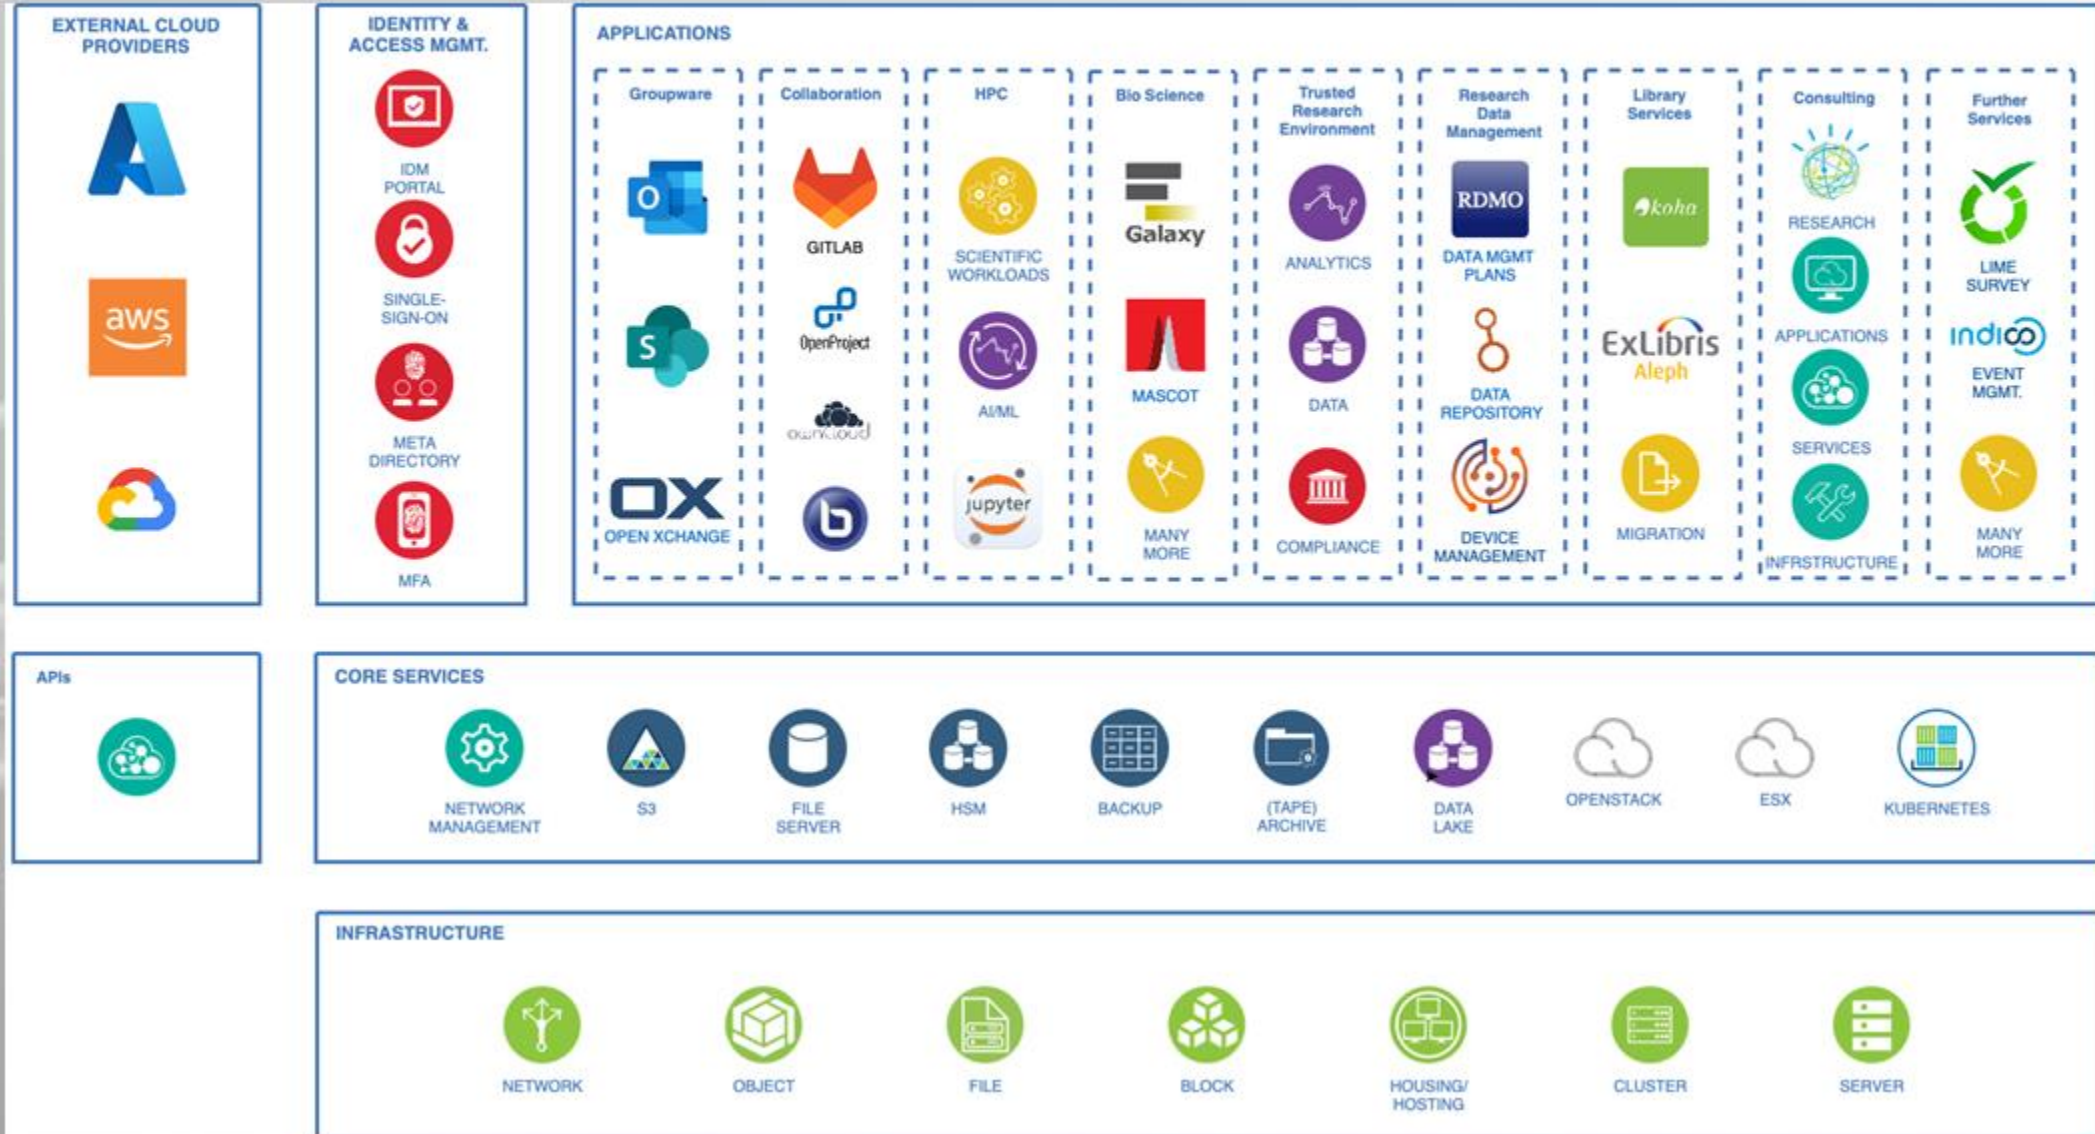 EXTERNAL CLOUD
PROVIDERS
aws
IDENTITY &
ACCESS MGMT.
IDM
PORTAL
SINGLE-
SIGN-ON
META
DIRECTORY
MFA
APPLICATIONS
Groupware
O
S
OX
OPEN XCHANGE
Collaboration
GITLAB
OpenProject
ownCloud
b
HPC
SCIENTIFIC
WORKLOADS
AI/ML
jupyter
Bio Science
Galaxy
MASCOT
MANY
MORE
Trusted
Research
Environment
ANALYTICS
DATA
COMPLIANCE
Research
Data
Management
RDMO
DATA MGMT
PLANS
DATA
REPOSITORY
DEVICE
MANAGEMENT
Library
Services
koha
ExLibris
Aleph
MIGRATION
Consulting
RESEARCH
APPLICATIONS
SERVICES
INFRSTRUCTURE
Further
Services
LIME
SURVEY
indico
EVENT
MGMT.
MANY
MORE
APIs
CORE SERVICES
NETWORK
MANAGEMENT
S3
FILE
SERVER
HSM
BACKUP
(TAPE)
ARCHIVE
DATA
LAKE
OPENSTACK
ESX
KUBERNETES
INFRASTRUCTURE
NETWORK
OBJECT
FILE
BLOCK
HOUSING/
HOSTING
CLUSTER
SERVER